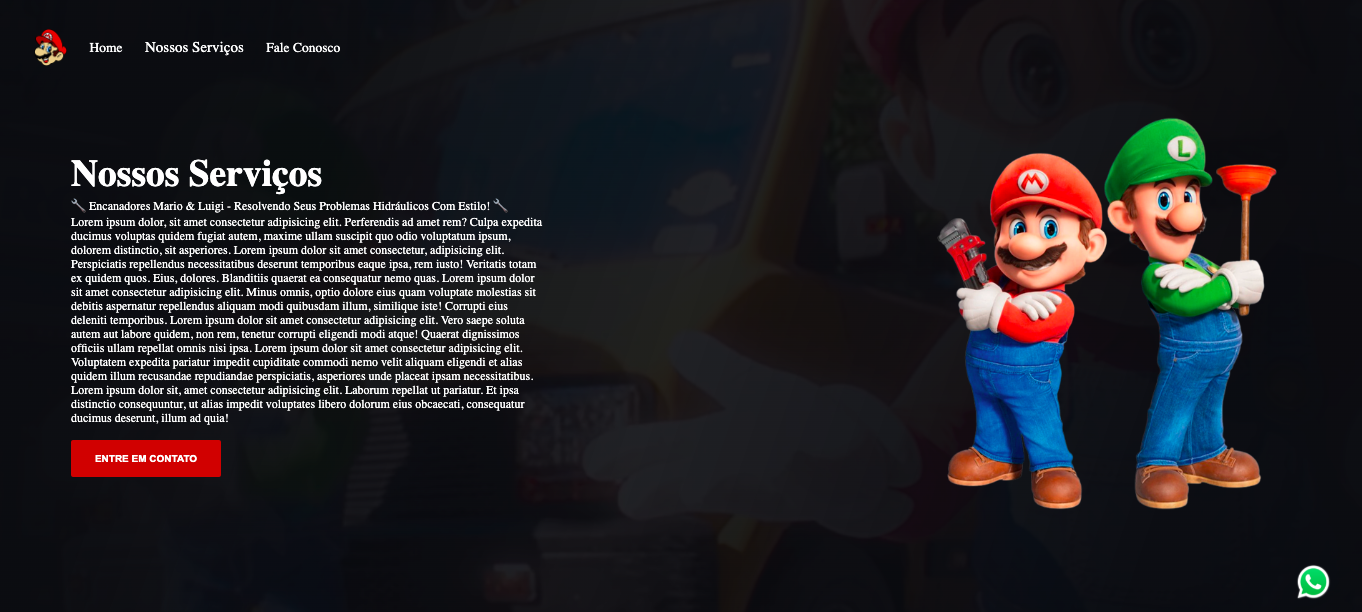 Home
Nossos Serviços
Fale Conosco
Nossos Serviços
🔧 Encanadores Mario & Luigi - Resolvendo Seus Problemas Hidráulicos Com Estilo! 🔧
Lorem ipsum dolor, sit amet consectetur adipisicing elit. Perferendis ad amet rem? Culpa expedita
ducimus voluptas quidem fugiat autem, maxime ullam suscipit quo odio voluptatum ipsum,
dolorem distinctio, sit asperiores. Lorem ipsum dolor sit amet consectetur, adipisicing elit.
Perspiciatis repellendus necessitatibus deserunt temporibus eaque ipsa, rem iusto! Veritatis totam
ex quidem quos. Eius, dolores. Blanditiis quaerat ea consequatur nemo quas. Lorem ipsum dolor
sit amet consectetur adipisicing elit. Minus omnis, optio dolore eius quam voluptate molestias sit
debitis aspernatur repellendus aliquam modi quibusdam illum, similique iste! Corrupti eius
deleniti temporibus. Lorem ipsum dolor sit amet consectetur adipisicing elit. Vero saepe soluta
autem aut labore quidem, non rem, tenetur corrupti eligendi modi atque! Quaerat dignissimos
officiis ullam repellat omnis nisi ipsa. Lorem ipsum dolor sit amet consectetur adipisicing elit.
Voluptatem expedita pariatur impedit cupiditate commodi nemo velit aliquam eligendi et alias
quidem illum recusandae repudiandae perspiciatis, asperiores unde placeat ipsam necessitatibus.
Lorem ipsum dolor sit, amet consectetur adipisicing elit. Laborum repellat ut pariatur. Et ipsa
distinctio consequuntur, ut alias impedit voluptates libero dolorum eius obcaecati, consequatur
ducimus deserunt, illum ad quia!
ENTRE EM CONTATO
M
L